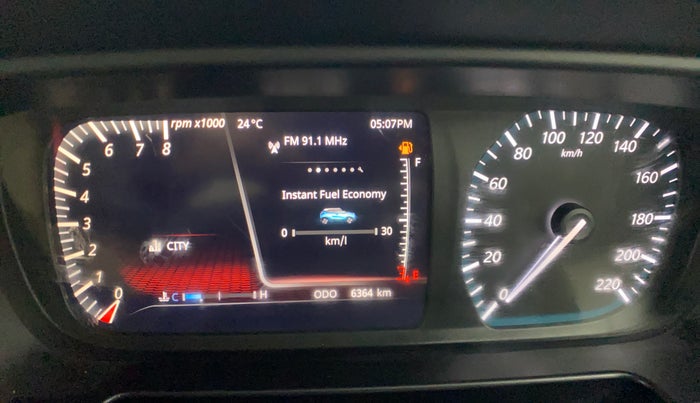 rpm x1000
24°C
05:07PM
FM 91.1 MHz
F
Instant Fuel Economy
0 30
km/l
E
CITY
C H
ODO 6364 km
0 1 2 3 4 5 6 7 8
0 20 40 60 80 100 120 140 160 180 200 220
km/h